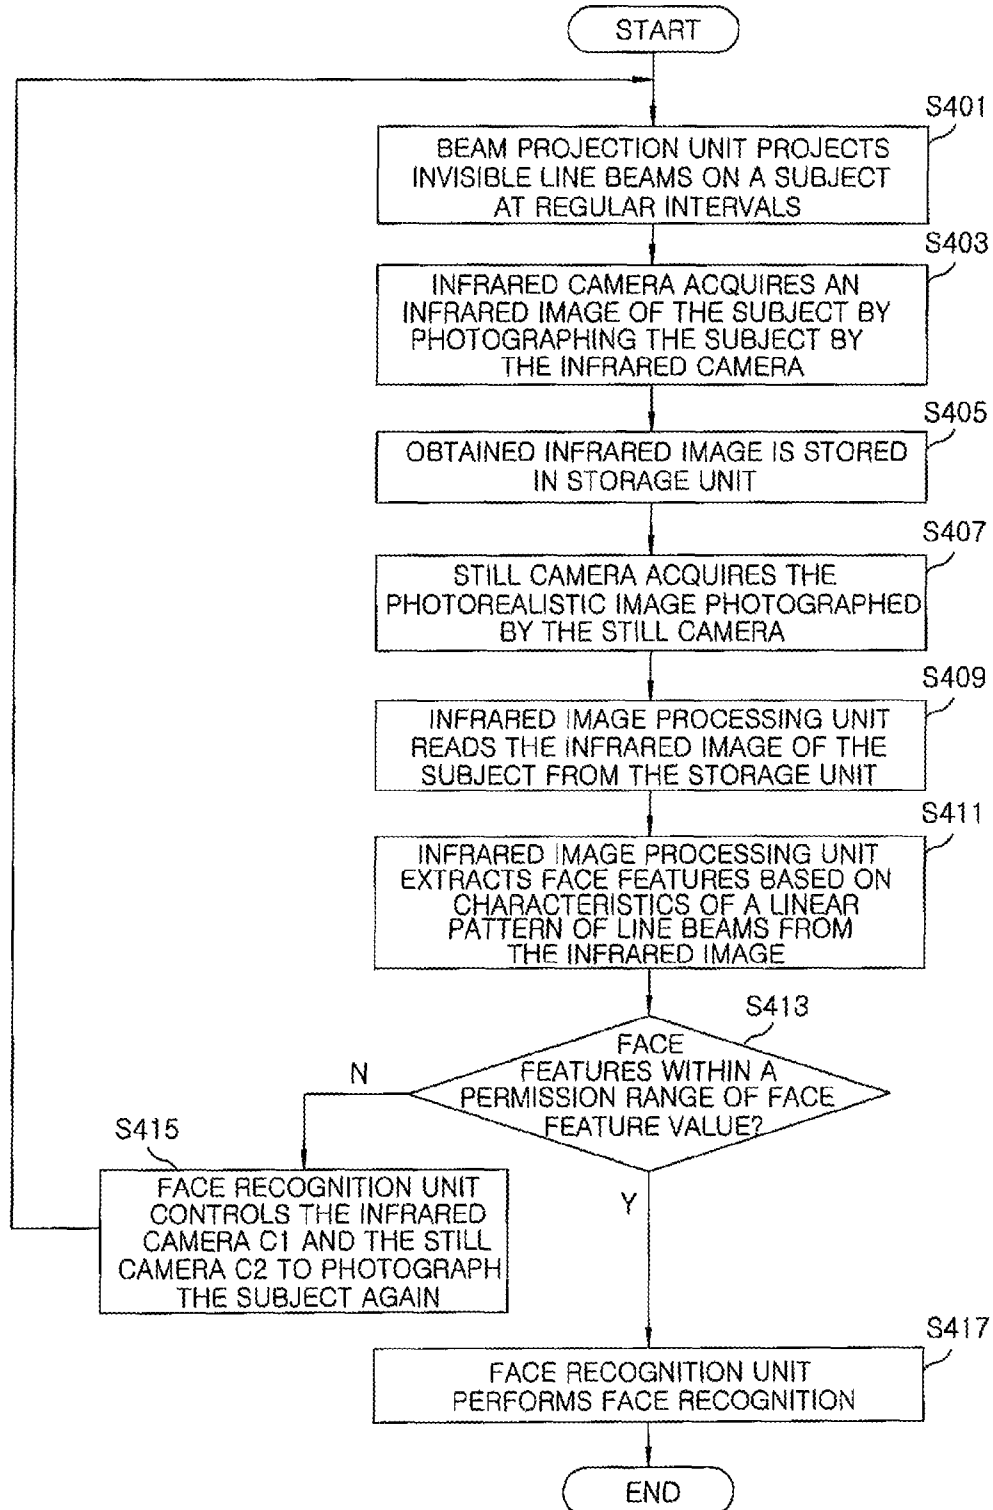 START
S401
BEAM PROJECTION UNIT PROJECTS
INVISIBLE LINE BEAMS ON A SUBJECT
AT REGULAR INTERVALS
S403
INFRARED CAMERA ACQUIRES AN
INFRARED IMAGE OF THE SUBJECT BY
PHOTOGRAPHING THE SUBJECT BY
THE INFRARED CAMERA
S405
OBTAINED INFRARED IMAGE IS STORED
IN STORAGE UNIT
S407
STILL CAMERA ACQUIRES THE
PHOTOREALISTIC IMAGE PHOTOGRAPHED
BY THE STILL CAMERA
S409
INFRARED IMAGE PROCESSING UNIT
READS THE INFRARED IMAGE OF THE
SUBJECT FROM THE STORAGE UNIT
S411
INFRARED IMAGE PROCESSING UNIT
EXTRACTS FACE FEATURES BASED ON
CHARACTERISTICS OF A LINEAR
PATTERN OF LINE BEAMS FROM
THE INFRARED IMAGE
S413
FACE
FEATURES WITHIN A
PERMISSION RANGE OF FACE
FEATURE VALUE?
N
S415
FACE RECOGNITION UNIT
CONTROLS THE INFRARED
CAMERA C1 AND THE STILL
CAMERA C2 TO PHOTOGRAPH
THE SUBJECT AGAIN
Y
S417
FACE RECOGNITION UNIT
PERFORMS FACE RECOGNITION
END